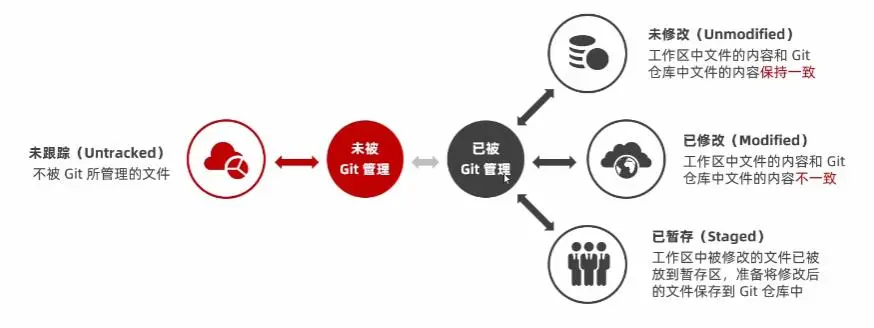 未跟踪（Untracked）
不被 Git 所管理的文件
未被
Git 管理
已被
Git 管理
未修改（Unmodified）
工作区中文件的内容和 Git
仓库中文件的内容保持一致
已修改（Modified）
工作区中文件的内容和 Git
仓库中文件的内容不一致
已暂存（Staged）
工作区中被修改的文件已被
放到暂存区，准备将修改后
的文件保存到 Git 仓库中